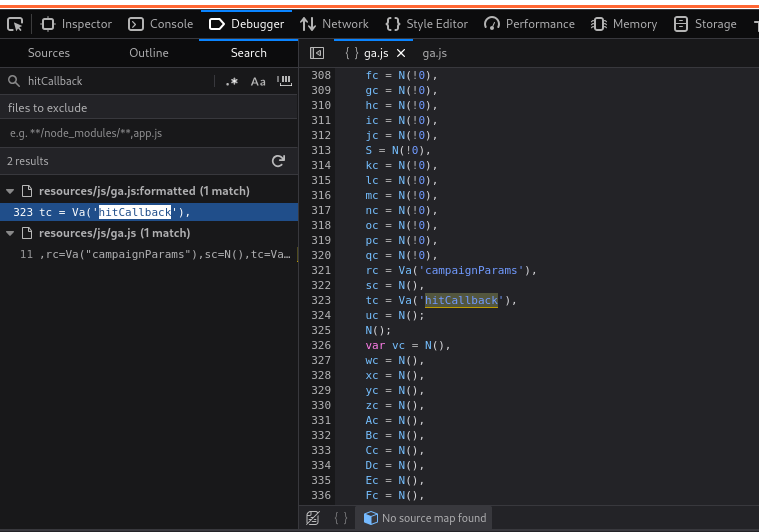 Inspector Console Debugger Network Style Editor Performance Memory Storage
Sources Outline Search
{ } ga.js ga.js
hitCallback .* Aa
files to exclude
e.g. **/node_modules/**,app.js
2 results
resources/js/ga.js:formatted (1 match)
323 tc = Va('hitCallback'),
resources/js/ga.js (1 match)
11 ,rc=Va("campaignParams"),sc=N(),tc=Va…
308 fc = N(!0),
309 gc = N(!0),
310 hc = N(!0),
311 ic = N(!0),
312 jc = N(!0),
313 S = N(!0),
314 kc = N(!0),
315 lc = N(!0),
316 mc = N(!0),
317 nc = N(!0),
318 oc = N(!0),
319 pc = N(!0),
320 qc = N(!0),
321 rc = Va('campaignParams'),
322 sc = N(),
323 tc = Va('hitCallback'),
324 uc = N();
325 N();
326 var vc = N(),
327 wc = N(),
328 xc = N(),
329 yc = N(),
330 zc = N(),
331 Ac = N(),
332 Bc = N(),
333 Cc = N(),
334 Dc = N(),
335 Ec = N(),
336 Fc = N(),
{ } No source map found